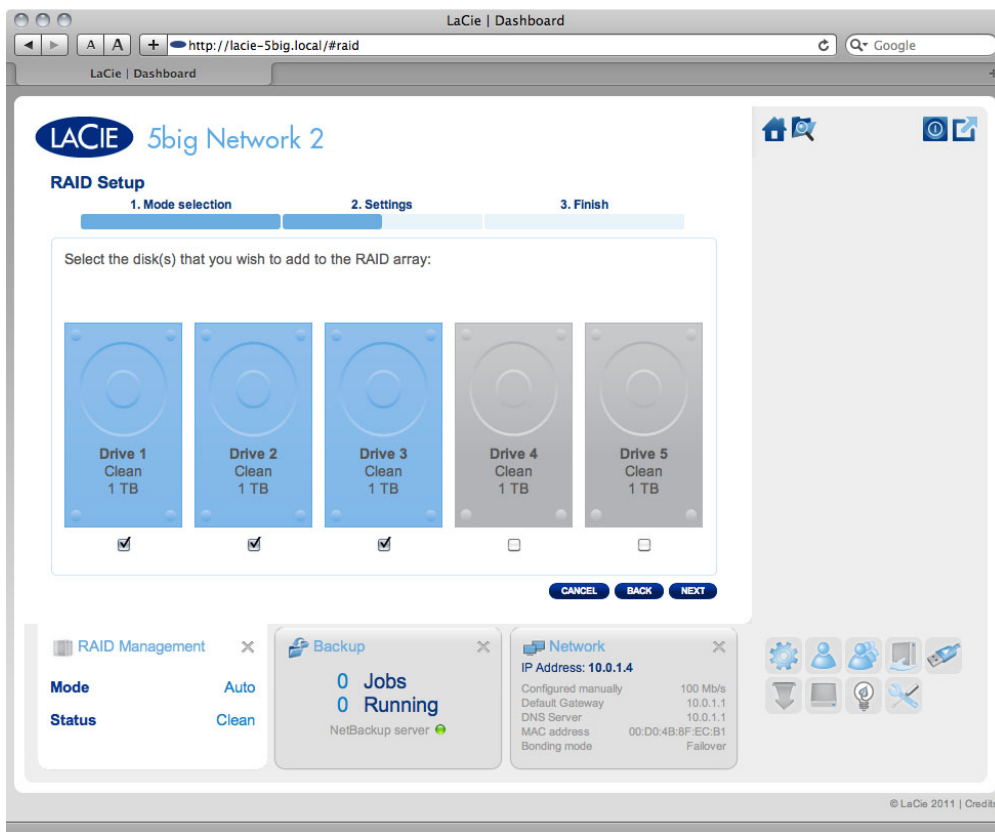 LaCie | Dashboard
A A + http://lacie-5big.local/#raid Google
LaCie | Dashboard +
LACIE 5big Network 2
RAID Setup
1. Mode selection 2. Settings 3. Finish
Select the disk(s) that you wish to add to the RAID array:
Drive 1 Drive 2 Drive 3 Drive 4 Drive 5
Clean Clean Clean Clean Clean
1 TB 1 TB 1 TB 1 TB 1 TB
CANCEL BACK NEXT
RAID Management
Mode Auto
Status Clean
Backup
0 Jobs
0 Running
NetBackup server
Network
IP Address: 10.0.1.4
Configured manually 100 Mb/s
Default Gateway 10.0.1.1
DNS Server 10.0.1.1
MAC address 00:D0:4B:8F:EC:B1
Bonding mode Failover
© LaCie 2011 | Credits